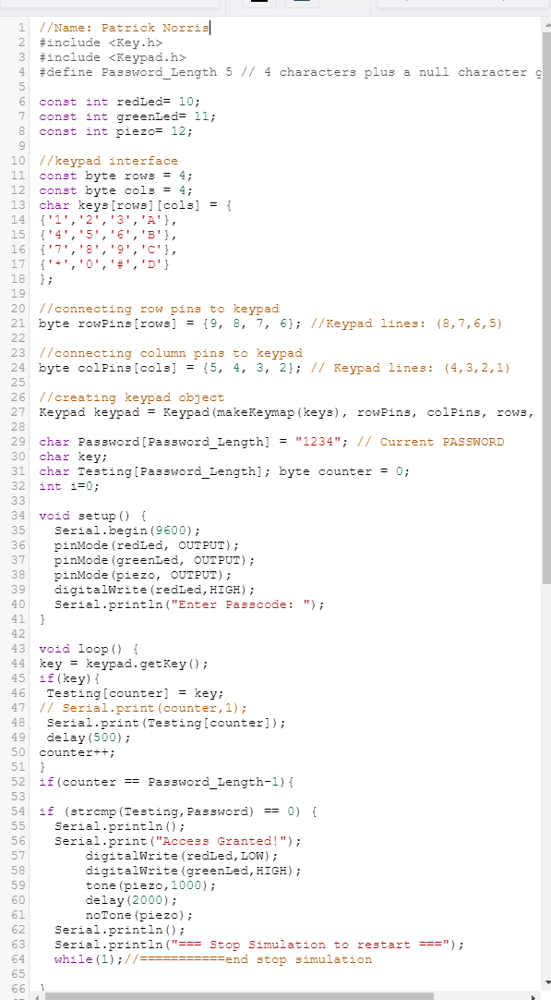 1 //Name: Patrick Norris
2 #include <Key.h>
3 #include <Keypad.h>
4 #define Password_Length 5 // 4 characters plus a null character
5
6 const int redLed= 10;
7 const int greenLed= 11;
8 const int piezo= 12;
9
10 //keypad interface
11 const byte rows = 4;
12 const byte cols = 4;
13 char keys[rows][cols] = {
14 {'1','2','3','A'},
15 {'4','5','6','B'},
16 {'7','8','9','C'},
17 {'*','0','#','D'}
18 };
19
20 //connecting row pins to keypad
21 byte rowPins[rows] = {9, 8, 7, 6}; //Keypad lines: (8,7,6,5)
22
23 //connecting column pins to keypad
24 byte colPins[cols] = {5, 4, 3, 2}; // Keypad lines: (4,3,2,1)
25
26 //creating keypad object
27 Keypad keypad = Keypad(makeKeymap(keys), rowPins, colPins, rows,
28
29 char Password[Password_Length] = "1234"; // Current PASSWORD
30 char key;
31 char Testing[Password_Length]; byte counter = 0;
32 int i=0;
33
34 void setup() {
35   Serial.begin(9600);
36   pinMode(redLed, OUTPUT);
37   pinMode(greenLed, OUTPUT);
38   pinMode(piezo, OUTPUT);
39   digitalWrite(redLed,HIGH);
40   Serial.println("Enter Passcode: ");
41 }
42
43 void loop() {
44 key = keypad.getKey();
45 if(key){
46  Testing[counter] = key;
47 // Serial.print(counter,1);
48  Serial.print(Testing[counter]);
49  delay(500);
50 counter++;
51 }
52 if(counter == Password_Length-1){
53
54 if (strcmp(Testing,Password) == 0) {
55   Serial.println();
56   Serial.print("Access Granted!");
57       digitalWrite(redLed,LOW);
58       digitalWrite(greenLed,HIGH);
59       tone(piezo,1000);
60       delay(2000);
61       noTone(piezo);
62   Serial.println();
63   Serial.println("=== Stop Simulation to restart ===");
64   while(1);//===========end stop simulation
65
66 }